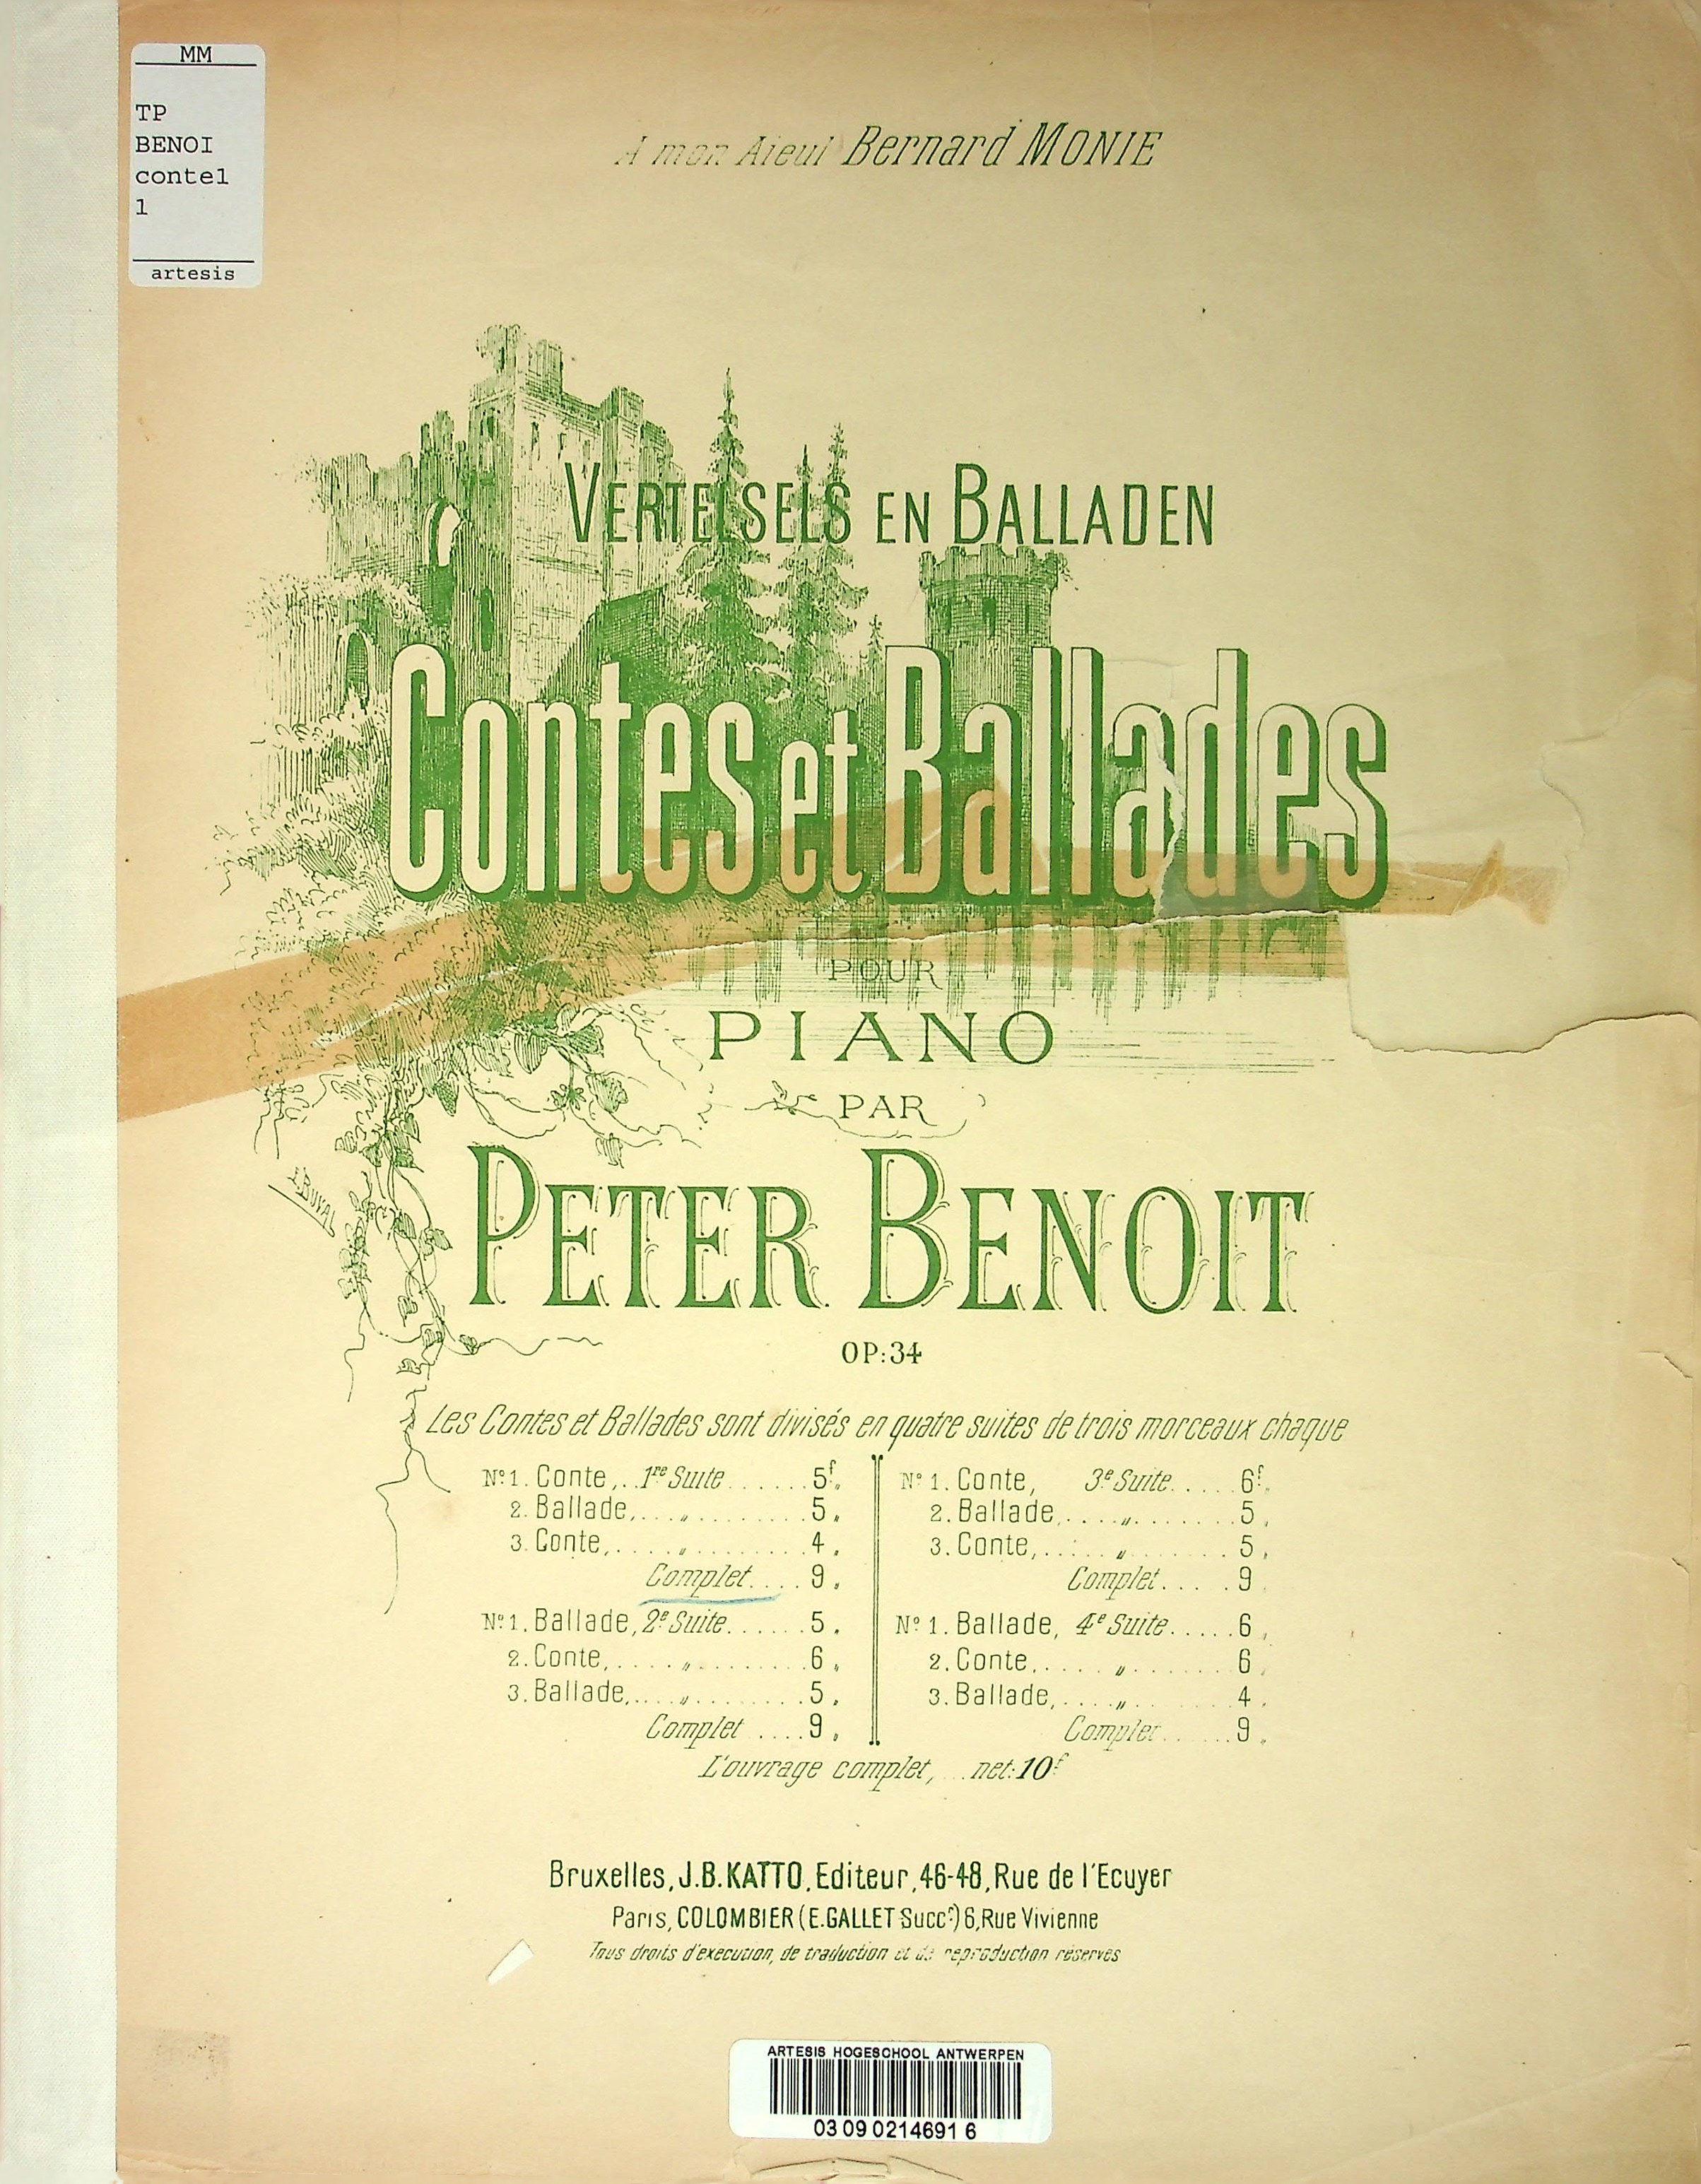 MM
TP
BENOI
conte1
1
artesis
A mon Aieul Bernard MONIE
VERTELSELS EN BALLADEN
Contes et Ballades
POUR
PIANO
PAR
PETER BENOIT
OP:34
Les Contes et Ballades sont divisés en quatre suites de trois morceaux chaque
Nº1. Conte,..1re Suite.......5f„
2. Ballade,....„.........5„
3. Conte,......„.........4„
Complet....9„
Nº1. Ballade, 2e Suite......5„
2. Conte,.....„.........6„
3. Ballade,...„.........5„
Complet....9„
Nº 1. Conte, 3e Suite.....6f„
2. Ballade,....„........5„
3. Conte,......„........5„
Complet.....9„
Nº 1. Ballade, 4e Suite.....6„
2. Conte,.....„........6„
3. Ballade,....„.......4„
Complet......9„
L'ouvrage complet,...net:10f
Bruxelles, J.B. KATTO, Editeur, 46-48, Rue de l'Ecuyer
Paris, COLOMBIER (E. GALLET Succr) 6, Rue Vivienne
Tous droits d'exécution, de traduction et de reproduction réservés
ARTESIS HOGESCHOOL ANTWERPEN
03 09 0214691 6